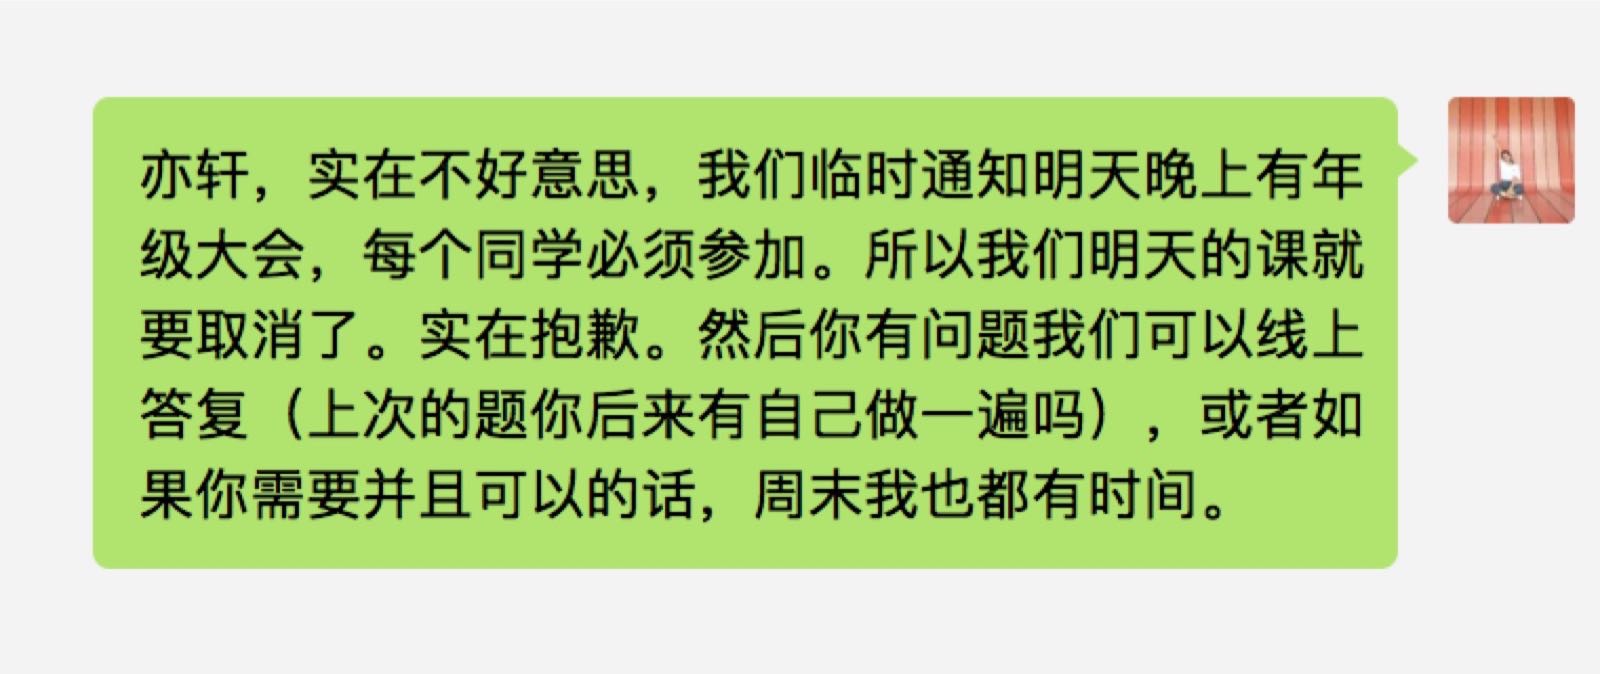 亦轩，实在不好意思，我们临时通知明天晚上有年
级大会，每个同学必须参加。所以我们明天的课就
要取消了。实在抱歉。然后你有问题我们可以线上
答复（上次的题你后来有自己做一遍吗），或者如
果你需要并且可以的话，周末我也都有时间。